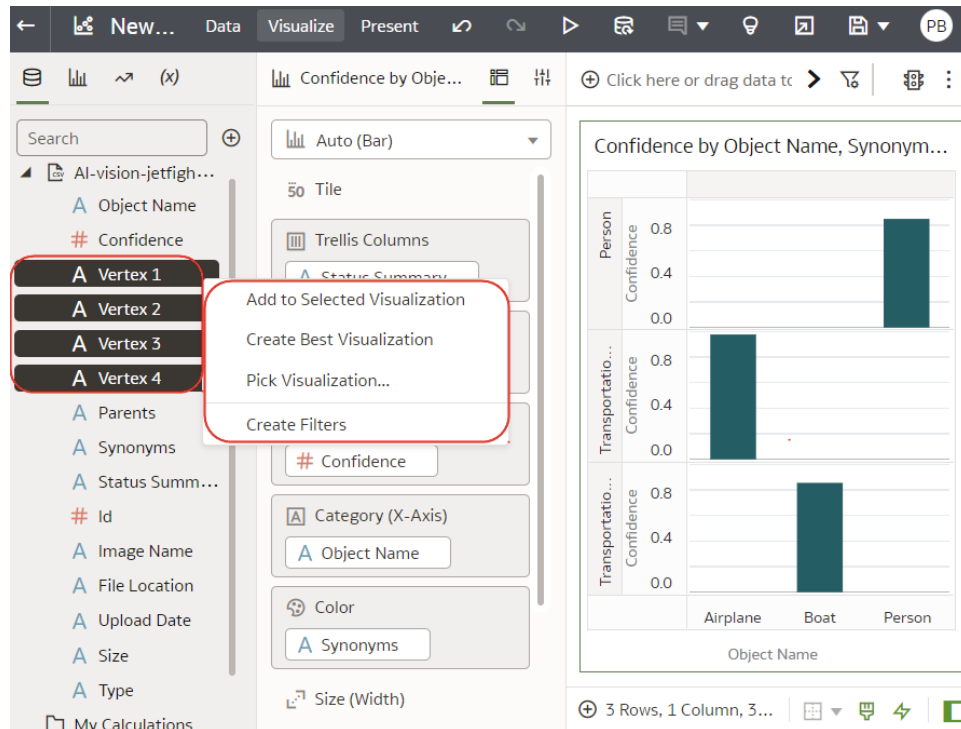 New...
Data
Visualize
Present
PB
(x)
Confidence by Obje...
Click here or drag data to
Search
CSV
AI-vision-jetfigh...
A Object Name
# Confidence
A Vertex 1
A Vertex 2
A Vertex 3
A Vertex 4
A Parents
A Synonyms
A Status Summ...
# Id
A Image Name
A File Location
A Upload Date
A Size
A Type
My Calculations
Add to Selected Visualization
Create Best Visualization
Pick Visualization...
Create Filters
Auto (Bar)
50 Tile
Trellis Columns
A Status Summary
# Confidence
A Category (X-Axis)
A Object Name
Color
A Synonyms
Size (Width)
Confidence by Object Name, Synonym...
Person
Confidence
0.8
0.4
0.0
Transportatio...
Confidence
0.8
0.4
0.0
Transportatio...
Confidence
0.8
0.4
0.0
Airplane
Boat
Person
Object Name
3 Rows, 1 Column, 3...